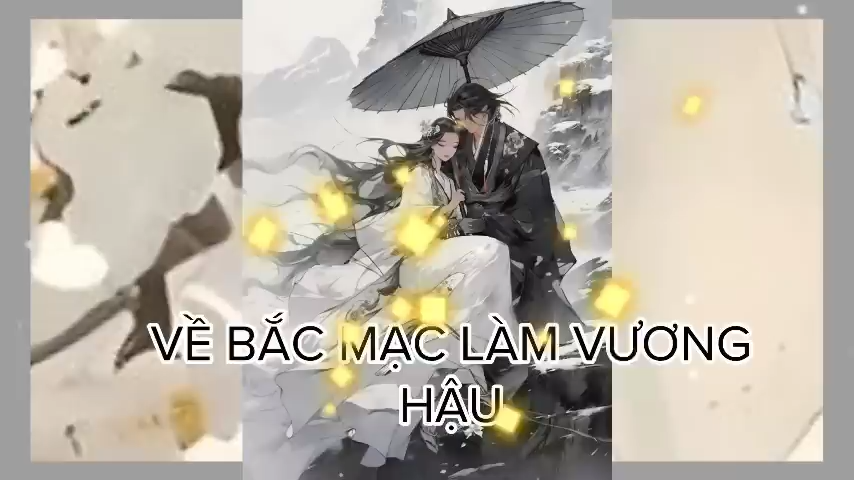 VỀ BẮC MẠC LÀM VƯƠNG
HẬU